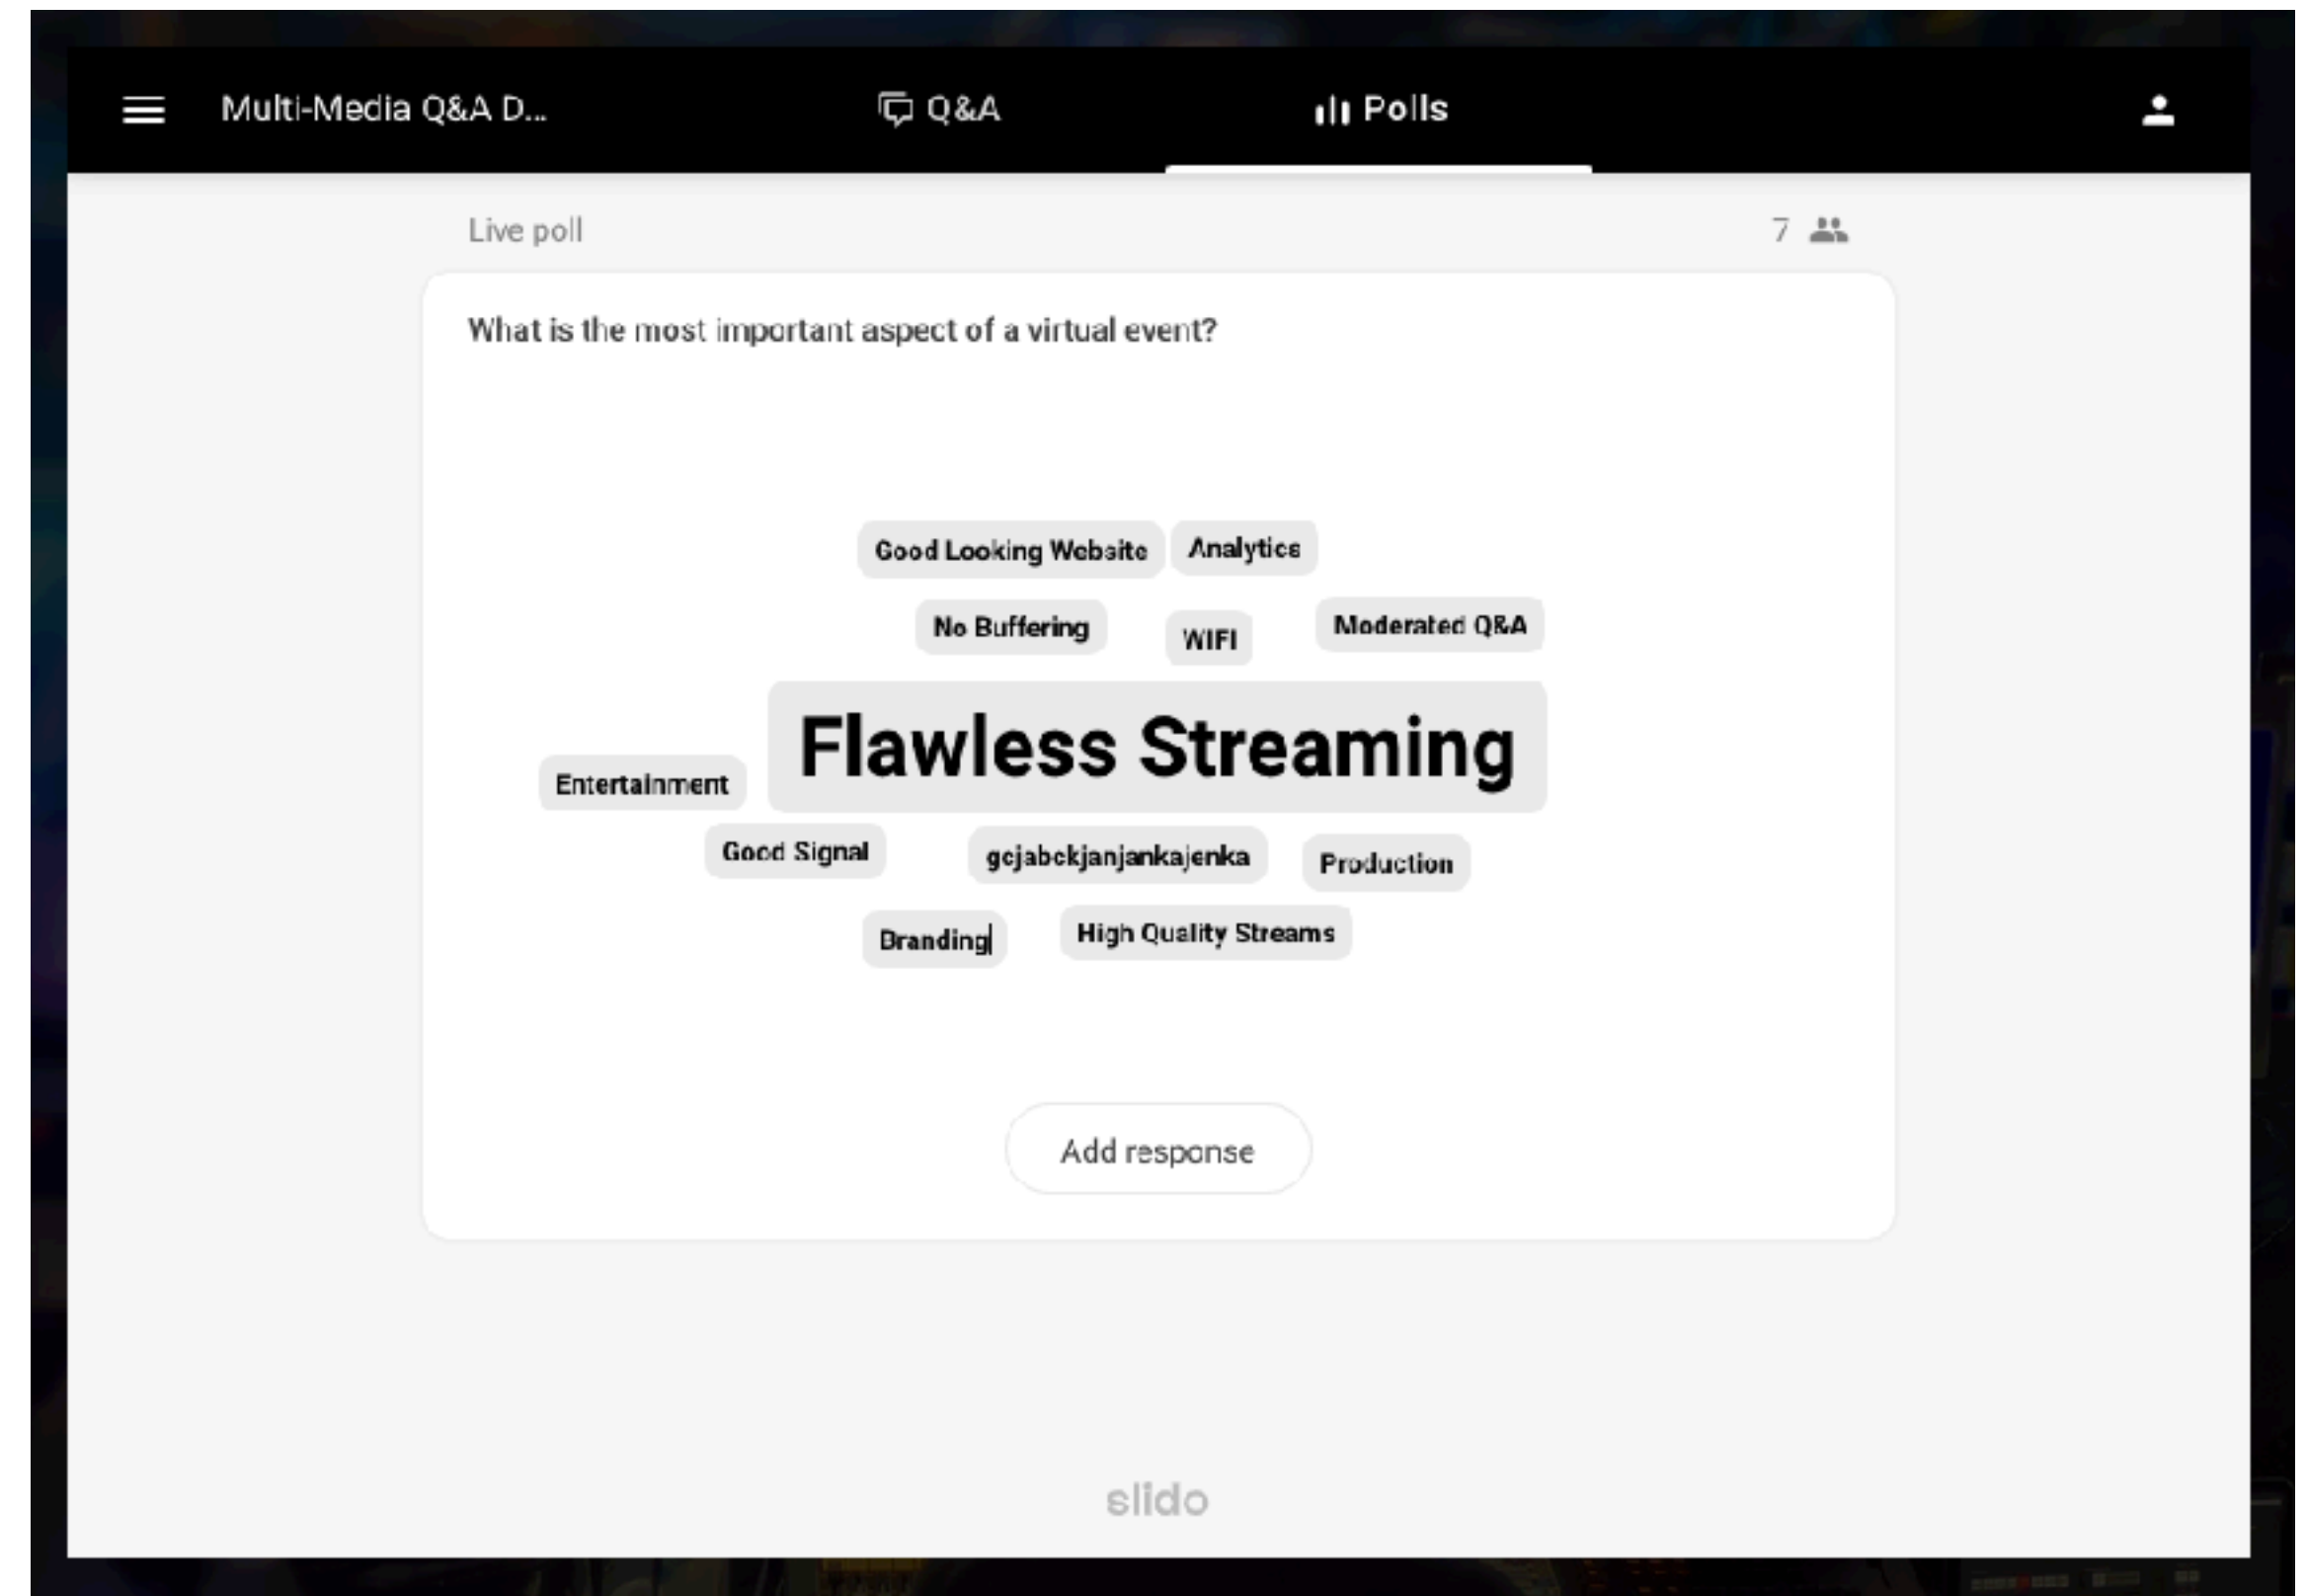 Multi-Media Q&A D...
Q&A
Polls
Live poll
7
What is the most important aspect of a virtual event?
Good Looking Website
Analytics
No Buffering
WIFI
Moderated Q&A
Flawless Streaming
Entertainment
Good Signal
gcjabckjanjankajenka
Production
Branding|
High Quality Streams
Add response
slido